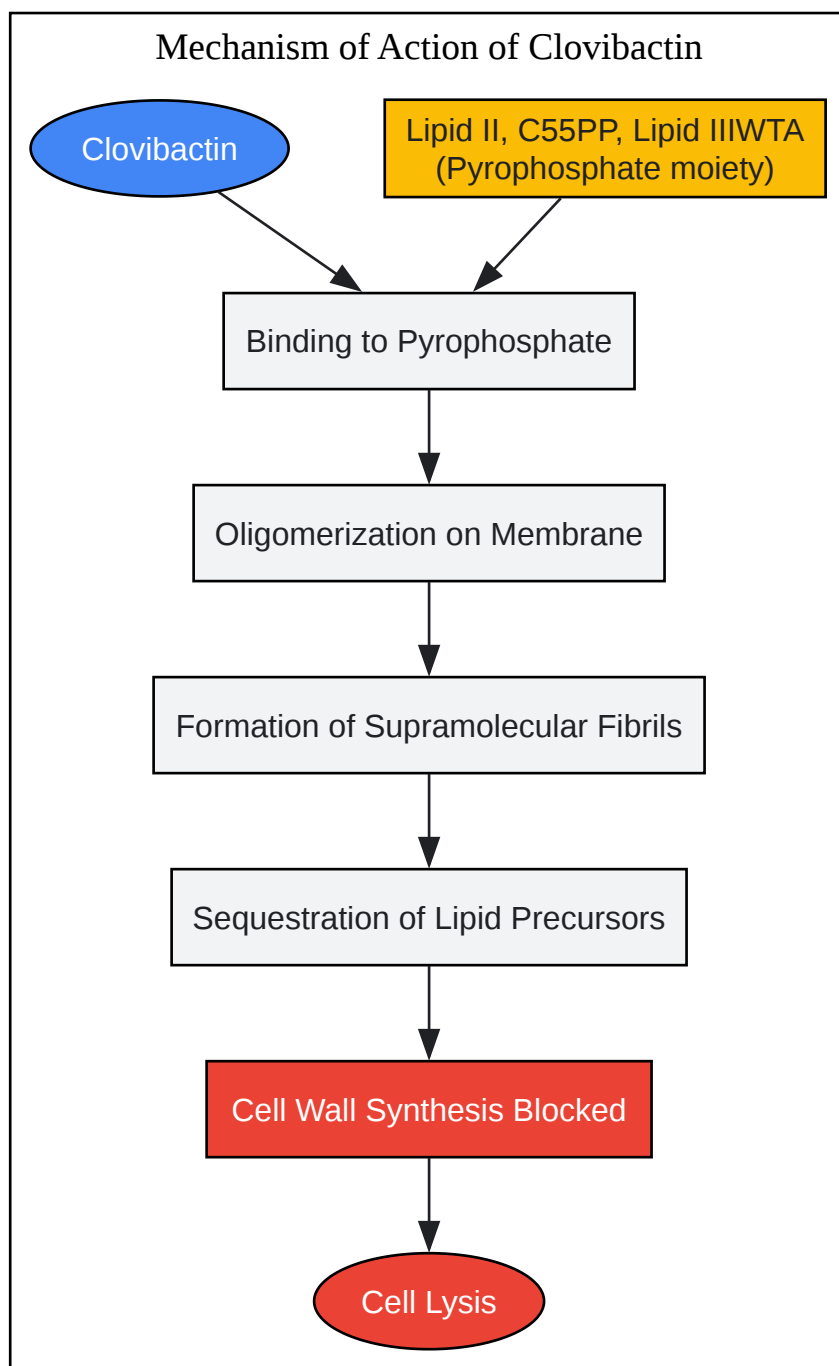 Mechanism of Action of Clovibactin
Clovibactin
Lipid II, C55PP, Lipid IIIWTA
(Pyrophosphate moiety)
Binding to Pyrophosphate
Oligomerization on Membrane
Formation of Supramolecular Fibrils
Sequestration of Lipid Precursors
Cell Wall Synthesis Blocked
Cell Lysis